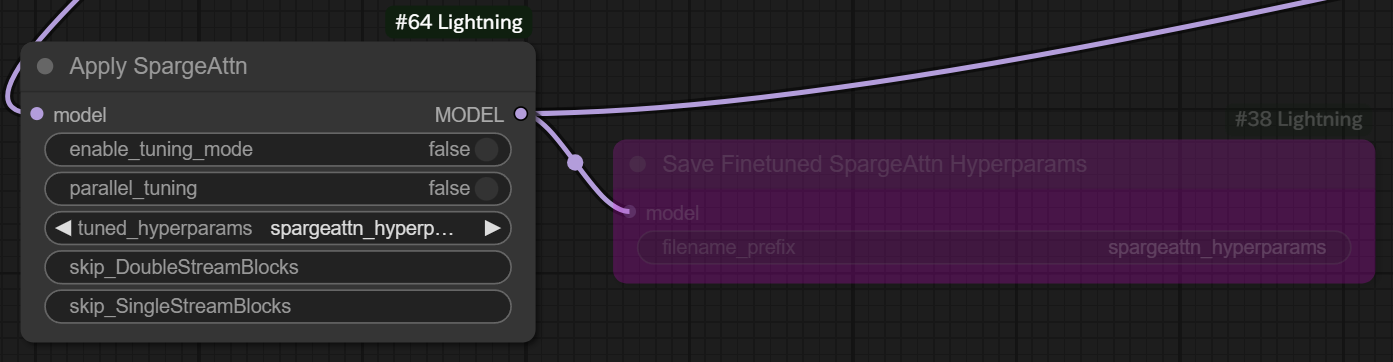 #64 Lightning
Apply SpargeAttn
model MODEL
enable_tuning_mode false
parallel_tuning false
tuned_hyperparams spargeattn_hyperp...
skip_DoubleStreamBlocks
skip_SingleStreamBlocks
#38 Lightning
Save Finetuned SpargeAttn Hyperparams
model
filename_prefix spargeattn_hyperparams